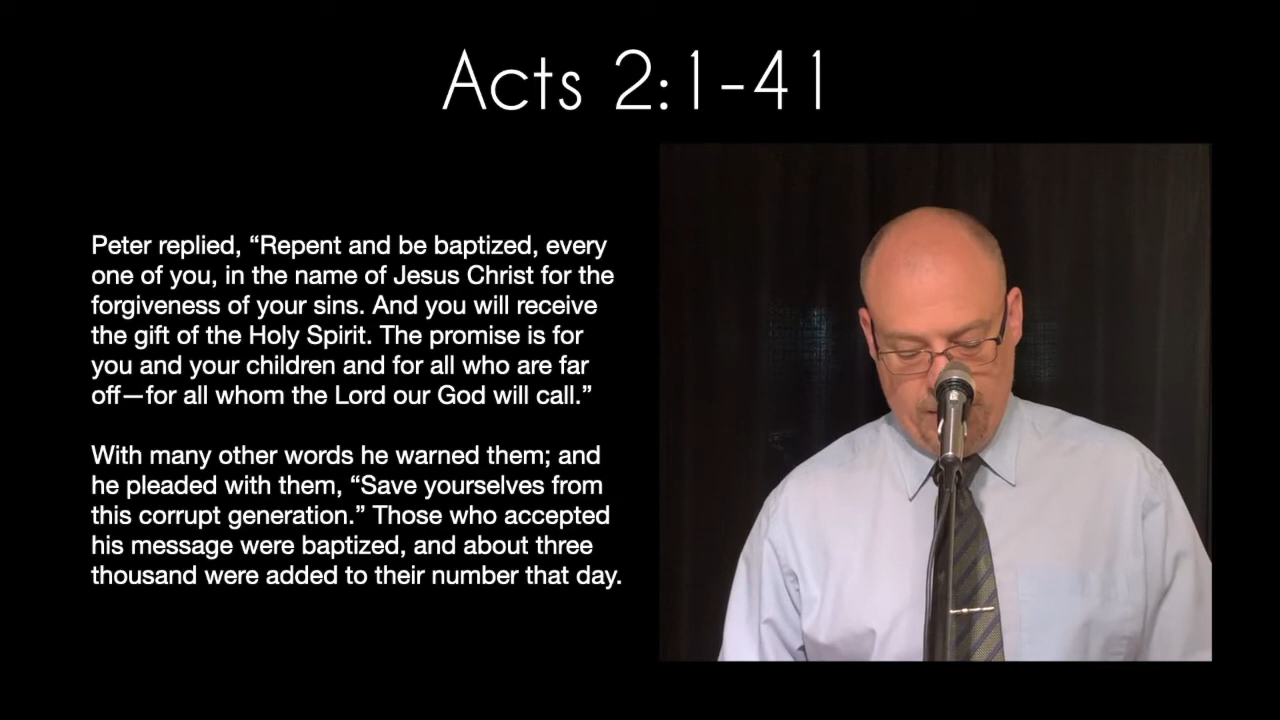 Acts 2:1-41
Peter replied, “Repent and be baptized, every
one of you, in the name of Jesus Christ for the
forgiveness of your sins. And you will receive
the gift of the Holy Spirit. The promise is for
you and your children and for all who are far
off—for all whom the Lord our God will call.”
With many other words he warned them; and
he pleaded with them, “Save yourselves from
this corrupt generation.” Those who accepted
his message were baptized, and about three
thousand were added to their number that day.